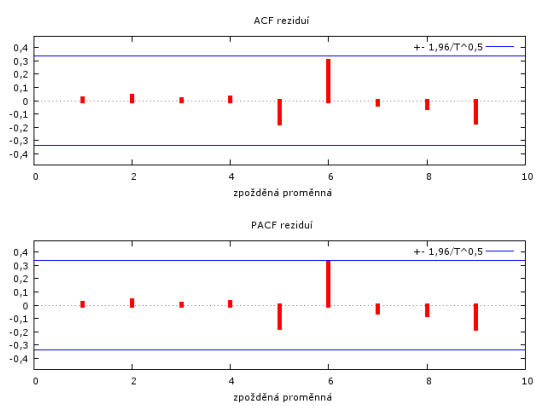 ACF reziduí
+- 1,96/T^0,5
0,4
0,3
0,2
0,1
0
-0,1
-0,2
-0,3
-0,4
0 2 4 6 8 10
zpožděná proměnná
PACF reziduí
+- 1,96/T^0,5
0,4
0,3
0,2
0,1
0
-0,1
-0,2
-0,3
-0,4
0 2 4 6 8 10
zpožděná proměnná